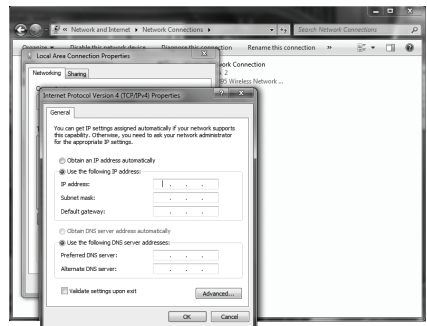 « Network and Internet ▸ Network Connections ▸
Search Network Connections
Organize ▾ Disable this network device Diagnose this connection Rename this connection »
Local Area Connection Properties
Networking Sharing
work Connection
2
95 Wireless Network ...
Internet Protocol Version 4 (TCP/IPv4) Properties
General
You can get IP settings assigned automatically if your network supports
this capability. Otherwise, you need to ask your network administrator
for the appropriate IP settings.
Obtain an IP address automatically
Use the following IP address:
IP address:
Subnet mask:
Default gateway:
Obtain DNS server address automatically
Use the following DNS server addresses:
Preferred DNS server:
Alternate DNS server:
Validate settings upon exit
Advanced...
OK Cancel